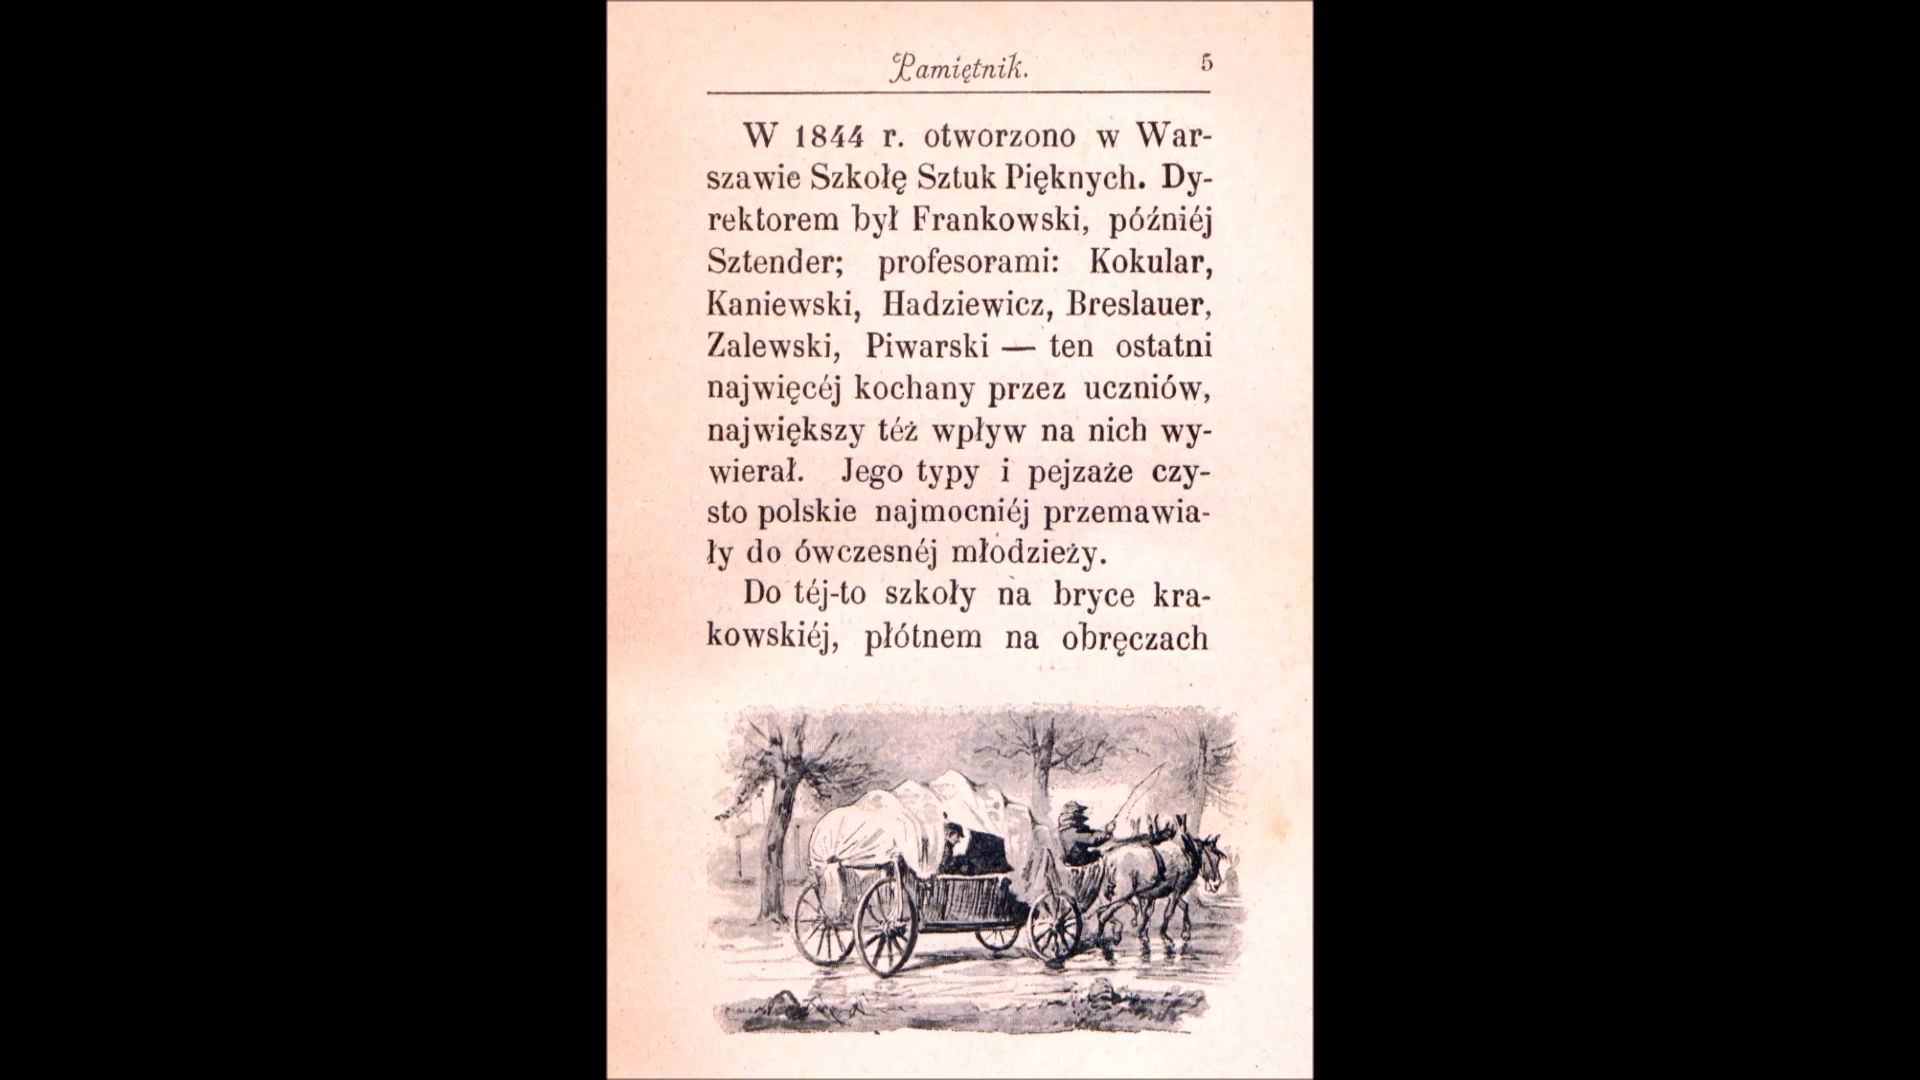 Pamiętnik. 5
W 1844 r. otworzono w War-
szawie Szkołę Sztuk Pięknych. Dy-
rektorem był Frankowski, późniéj
Sztender; profesorami: Kokular,
Kaniewski, Hadziewicz, Breslauer,
Zalewski, Piwarski — ten ostatni
najwięcéj kochany przez uczniów,
największy téż wpływ na nich wy-
wierał. Jego typy i pejzaże czy-
sto polskie najmocniéj przemawia-
ły do ówczesnéj młodzieży.
Do téj-to szkoły na bryce kra-
kowskiéj, płótnem na obręczach